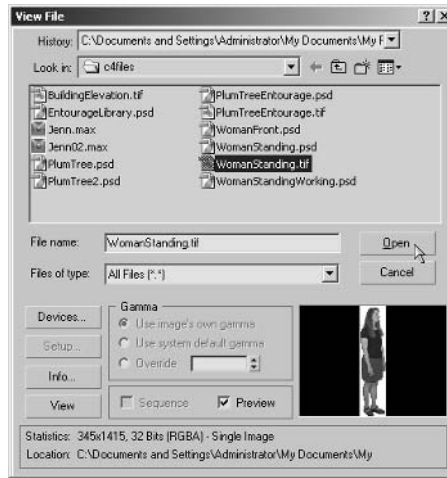 View File
History: C:\Documents and Settings\Administrator\My Documents\My F
Look in: c4files
BuildingElevation.tif
EntourageLibrary.psd
Jenn.max
Jenn02.max
PlumTree.psd
PlumTree2.psd
PlumTreeEntourage.psd
PlumTreeEntourage.tif
WomanFront.psd
WomanStanding.psd
WomanStanding.tif
WomanStandingWorking.psd
File name: WomanStanding.tif Open
Files of type: All Files (*.*) Cancel
Devices...
Setup...
Info...
View
Gamma
Use image's own gamma
Use system default gamma
Override
Sequence Preview
Statistics: 345x1415, 32 Bits (RGBA) - Single Image
Location: C:\Documents and Settings\Administrator\My Documents\My